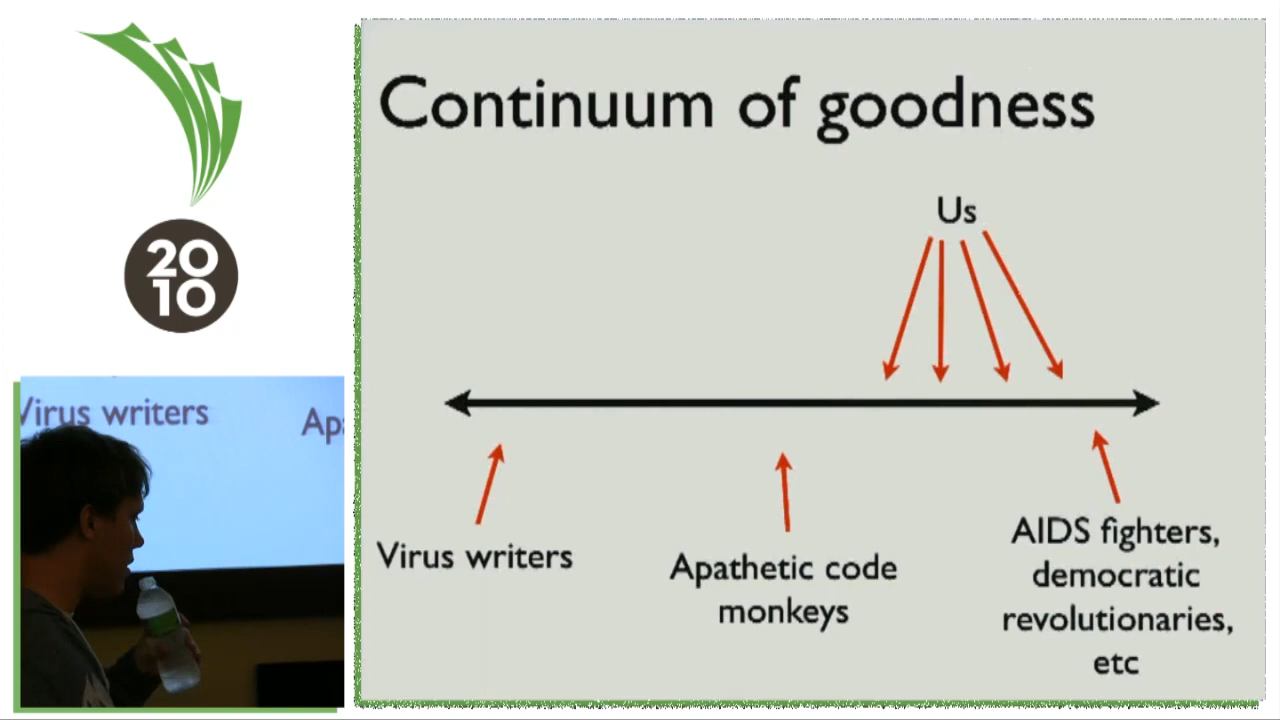 20
10
Continuum of goodness
Us
Virus writers
Apathetic code
monkeys
AIDS fighters,
democratic
revolutionaries,
etc
Virus writers
Ap